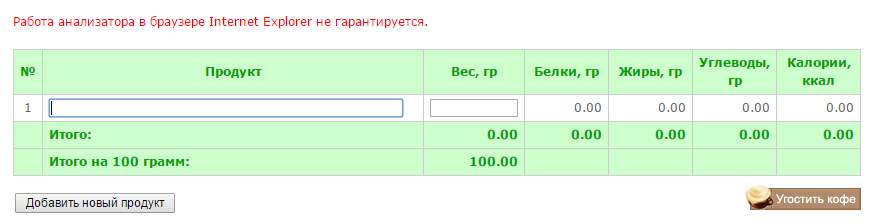 Работа анализатора в браузере Internet Explorer не гарантируется.
№ Продукт Вес, гр Белки, гр Жиры, гр Углеводы, гр Калории, ккал
1 0.00 0.00 0.00 0.00
Итого: 0.00 0.00 0.00 0.00 0.00
Итого на 100 грамм: 100.00
Добавить новый продукт Угостить кофе